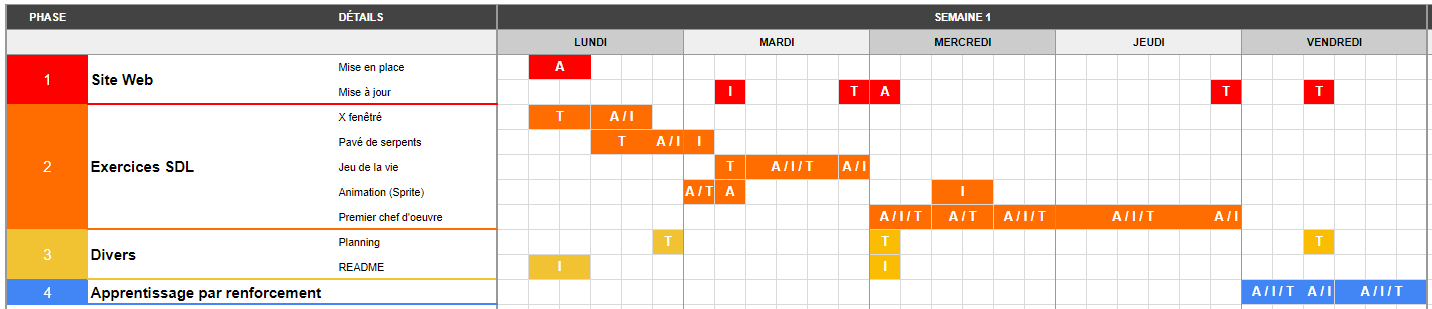 PHASE DÉTAILS SEMAINE 1
LUNDI MARDI MERCREDI JEUDI VENDREDI
1 Site Web
Mise en place A
Mise à jour I T A T T
2 Exercices SDL
X fenêtré T A / I
Pavé de serpents T A / I I
Jeu de la vie T A / I / T A / I
Animation (Sprite) A / T A I
Premier chef d'oeuvre A / I / T A / T A / I / T A / I / T A / I
3 Divers
Planning T T T
README I I
4 Apprentissage par renforcement A / I / T A / I A / I / T